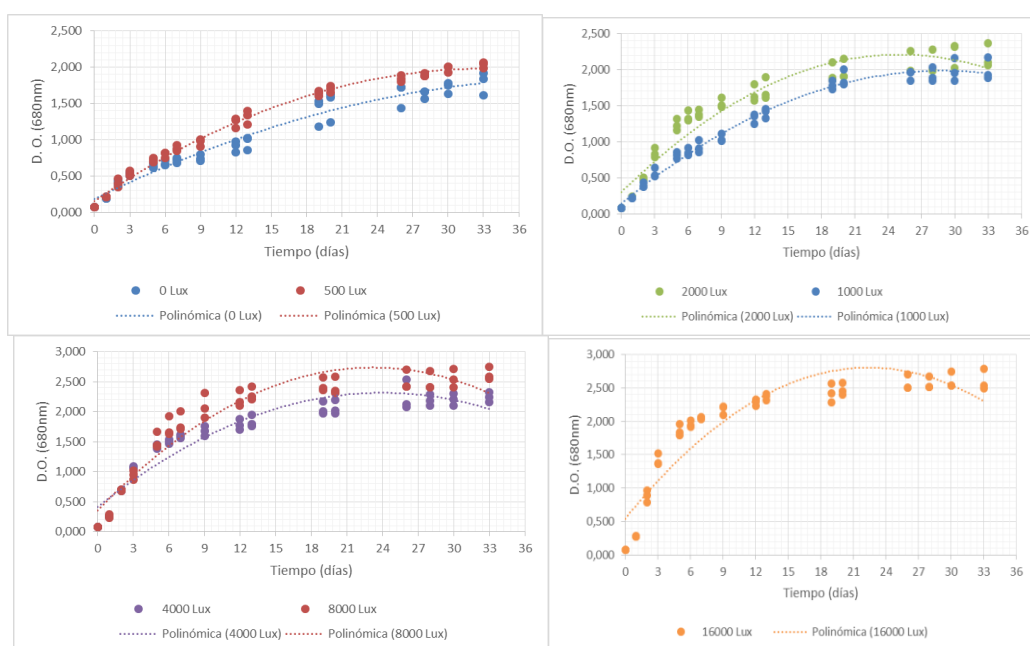 2,500
2,000
1,500
1,000
0,500
0,000
D. O. (680nm)
0 3 6 9 12 15 18 21 24 27 30 33 36
Tiempo (días)
0 Lux 500 Lux
Polinómica (0 Lux) Polinómica (500 Lux)
2,500
2,000
1,500
1,000
0,500
0,000
D.O. (680nm)
0 3 6 9 12 15 18 21 24 27 30 33 36
Tiempo (días)
2000 Lux 1000 Lux
Polinómica (2000 Lux) Polinómica (1000 Lux)
3,000
2,500
2,000
1,500
1,000
0,500
0,000
D.O. (680nm)
0 3 6 9 12 15 18 21 24 27 30 33 36
Tiempo (días)
4000 Lux 8000 Lux
Polinómica (4000 Lux) Polinómica (8000 Lux)
3,000
2,500
2,000
1,500
1,000
0,500
0,000
D.O. (680nm)
0 3 6 9 12 15 18 21 24 27 30 33 36
Tiempo (días)
16000 Lux Polinómica (16000 Lux)